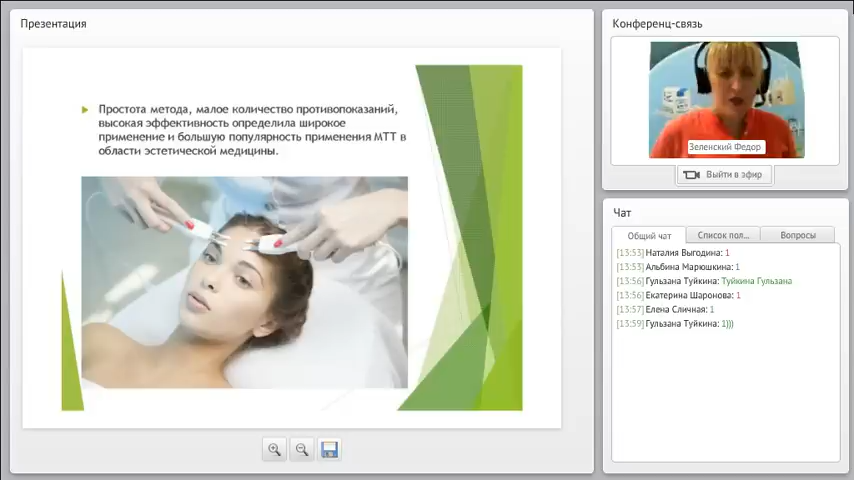 Презентация
Простота метода, малое количество противопоказаний,
высокая эффективность определила широкое
применение и большую популярность применения МТТ в
области эстетической медицины.
Конференц-связь
Зеленский Федор
Выйти в эфир
Чат
Общий чат
Список пол...
Вопросы
[13:53] Наталия Выгодина: 1
[13:53] Альбина Марюшкина: 1
[13:56] Гульзана Туйкина: Туйкина Гульзана
[13:56] Екатерина Шаронова: 1
[13:57] Елена Сличная: 1
[13:59] Гульзана Туйкина: 1)))